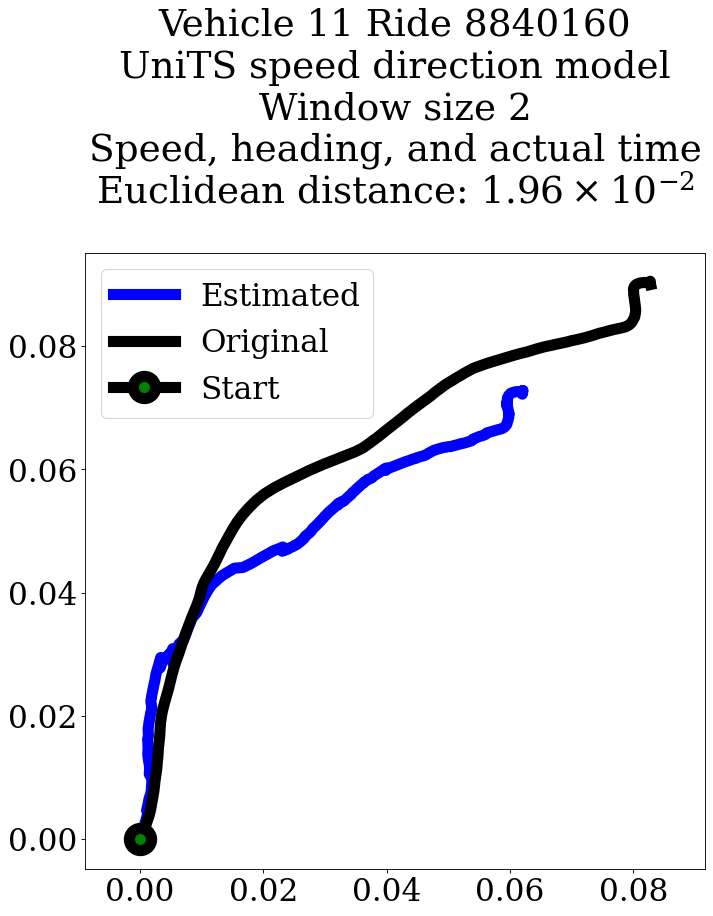 Vehicle 11 Ride 8840160
UniTS speed direction model
Window size 2
Speed, heading, and actual time
Euclidean distance: 1.96 × 10⁻²
Estimated
Original
Start
0.08
0.06
0.04
0.02
0.00
0.00 0.02 0.04 0.06 0.08